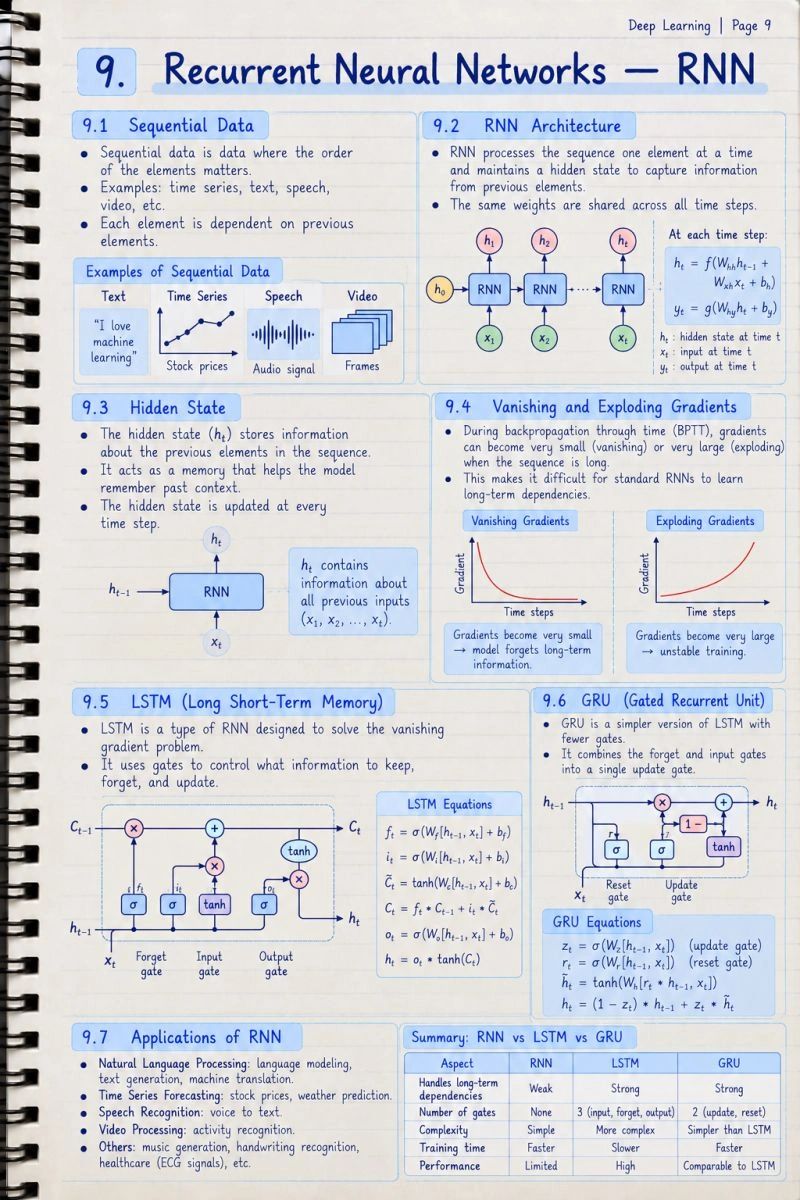 Deep Learning | Page 9
9. Recurrent Neural Networks — RNN
9.1 Sequential Data
• Sequential data is data where the order
of the elements matters.
• Examples: time series, text, speech,
video, etc.
• Each element is dependent on previous
elements.
Examples of Sequential Data
Text Time Series Speech Video
"I love
machine
learning"
Stock prices
Audio signal
Frames
9.2 RNN Architecture
• RNN processes the sequence one element at a time
and maintains a hidden state to capture information
from previous elements.
• The same weights are shared across all time steps.
h₁ h₂ hₜ
h₀ RNN RNN ..... RNN
x₁ x₂ xₜ
At each time step:
hₜ = f(Wₕₕhₜ₋₁ +
Wₓₕxₜ + bₕ)
yₜ = g(Wₕᵧhₜ + bᵧ)
hₜ : hidden state at time t
xₜ : input at time t
yₜ : output at time t
9.3 Hidden State
• The hidden state (hₜ) stores information
about the previous elements in the sequence.
• It acts as a memory that helps the model
remember past context.
• The hidden state is updated at every
time step.
hₜ
hₜ₋₁ RNN
xₜ
hₜ contains
information about
all previous inputs
(x₁, x₂, ..., xₜ).
9.4 Vanishing and Exploding Gradients
• During backpropagation through time (BPTT), gradients
can become very small (vanishing) or very large (exploding)
when the sequence is long.
• This makes it difficult for standard RNNs to learn
long-term dependencies.
Vanishing Gradients
Gradient
Time steps
Gradients become very small
→ model forgets long-term
information.
Exploding Gradients
Gradient
Time steps
Gradients become very large
→ unstable training.
9.5 LSTM (Long Short-Term Memory)
• LSTM is a type of RNN designed to solve the vanishing
gradient problem.
• It uses gates to control what information to keep,
forget, and update.
Cₜ₋₁ × + Cₜ
tanh
× ×
fₜ iₜ oₜ
σ σ tanh σ
hₜ₋₁ hₜ
xₜ
Forget
gate
Input
gate
Output
gate
LSTM Equations
fₜ = σ(W_f[hₜ₋₁, xₜ] + b_f)
iₜ = σ(Wᵢ[hₜ₋₁, xₜ] + bᵢ)
C̃ₜ = tanh(W_c[hₜ₋₁, xₜ] + b_c)
Cₜ = fₜ * Cₜ₋₁ + iₜ * C̃ₜ
oₜ = σ(Wₒ[hₜ₋₁, xₜ] + bₒ)
hₜ = oₜ * tanh(Cₜ)
9.6 GRU (Gated Recurrent Unit)
• GRU is a simpler version of LSTM with
fewer gates.
• It combines the forget and input gates
into a single update gate.
hₜ₋₁ × + hₜ
r 1 -
σ σ tanh
xₜ
Reset
gate
Update
gate
GRU Equations
zₜ = σ(W_z[hₜ₋₁, xₜ]) (update gate)
rₜ = σ(Wᵣ[hₜ₋₁, xₜ]) (reset gate)
h̃ₜ = tanh(Wₕ[rₜ * hₜ₋₁, xₜ])
hₜ = (1 − zₜ) * hₜ₋₁ + zₜ * h̃ₜ
9.7 Applications of RNN
• Natural Language Processing: language modeling,
text generation, machine translation.
• Time Series Forecasting: stock prices, weather prediction.
• Speech Recognition: voice to text.
• Video Processing: activity recognition.
• Others: music generation, handwriting recognition,
healthcare (ECG signals), etc.
Summary: RNN vs LSTM vs GRU
Aspect RNN LSTM GRU
Handles long-term
dependencies Weak Strong Strong
Number of gates None 3 (input, forget, output) 2 (update, reset)
Complexity Simple More complex Simpler than LSTM
Training time Faster Slower Faster
Performance Limited High Comparable to LSTM